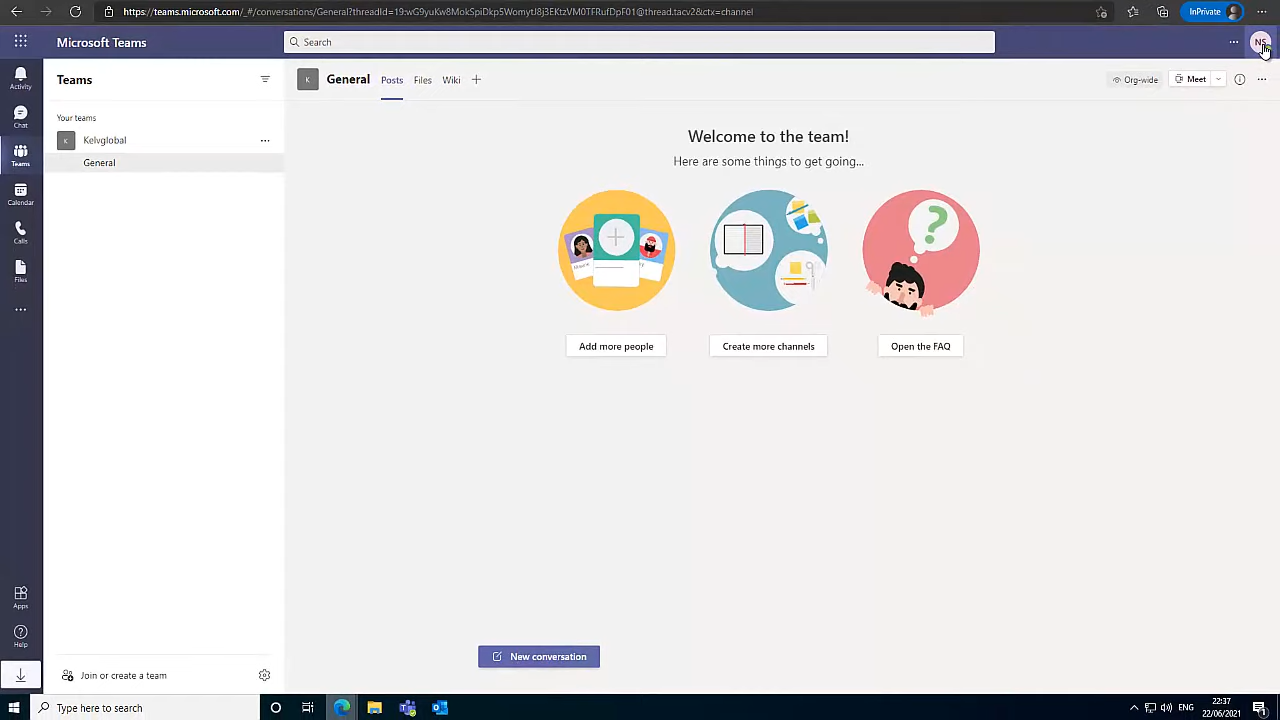 https://teams.microsoft.com/_#/conversations/General?threadId=19:wG9yuKw8MokSpiDkp5WomytJ8j3EKtzVM0TFRufDpF01@thread.tacv2&ctx=channel
InPrivate
Microsoft Teams
Search
NS
Activity
Chat
Teams
Calendar
Calls
Files
Apps
Help
Teams
Your teams
K
Kelvglobal
General
Join or create a team
K
General
Posts
Files
Wiki
Org-wide
Meet
Welcome to the team!
Here are some things to get going...
Add more people
Create more channels
Open the FAQ
New conversation
Type here to search
ENG
22:37
22/06/2021